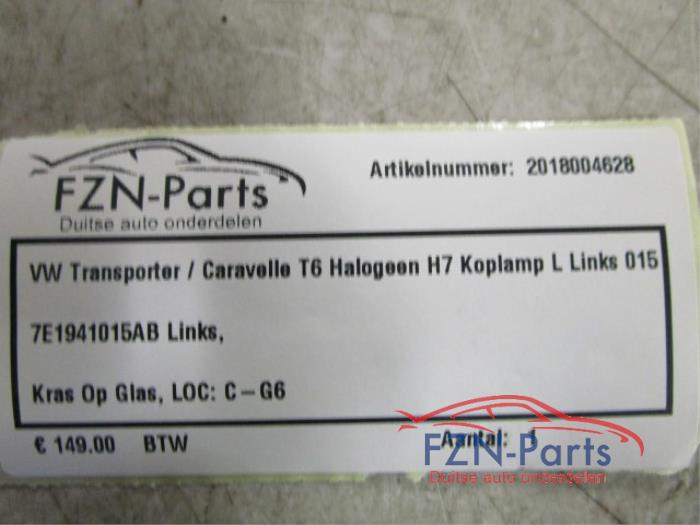 FZN-Parts
Duitse auto onderdelen
Artikelnummer: 2018004628
VW Transporter / Caravelle T6 Halogeen H7 Koplamp L Links 015
7E1941015AB Links,
Kras Op Glas, LOC: C-G6
€ 149.00 BTW
Aantal: 1
FZN-Parts
Duitse auto onderdelen